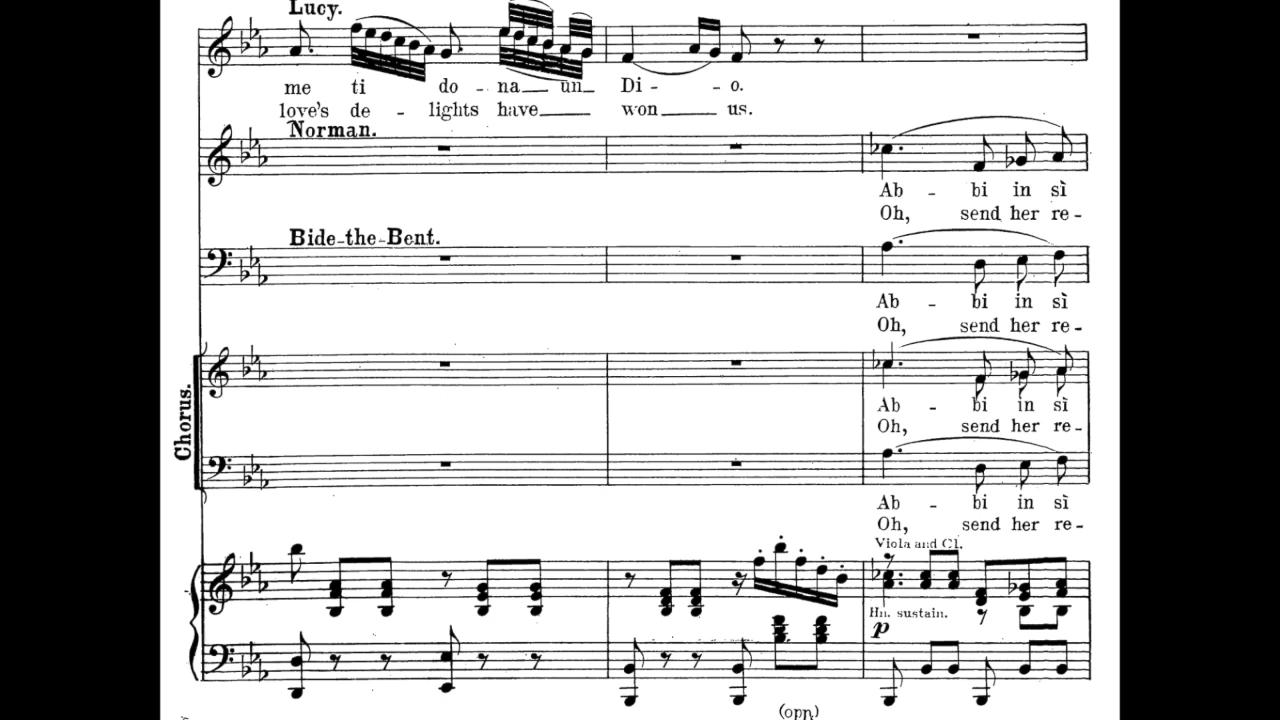 Lucy.
me ti do - na un Di - - o.
love's de - lights have won us.
Norman.
Ab - bi in sì
Oh, send her re -
Bide-the-Bent.
Ab - bi in sì
Oh, send her re -
Chorus.
Ab - bi in sì
Oh, send her re -
Ab - bi in sì
Oh, send her re -
Viola and Cl.
Hn. sustain.
p
(opn)